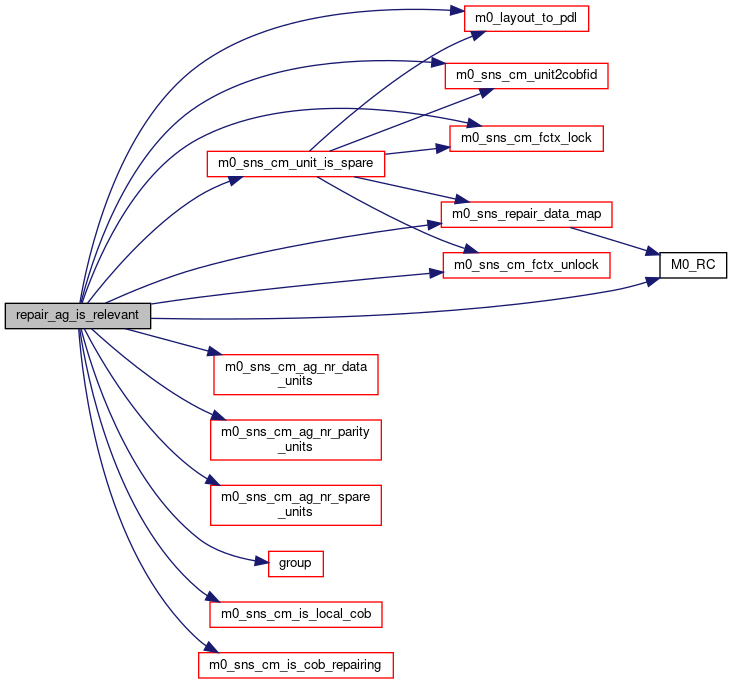 m0_layout_to_pdl
m0_sns_cm_unit2cobfid
m0_sns_cm_fctx_lock
m0_sns_cm_unit_is_spare
m0_sns_repair_data_map
m0_sns_cm_fctx_unlock
M0_RC
repair_ag_is_relevant
m0_sns_cm_ag_nr_data
_units
m0_sns_cm_ag_nr_parity
_units
m0_sns_cm_ag_nr_spare
_units
group
m0_sns_cm_is_local_cob
m0_sns_cm_is_cob_repairing